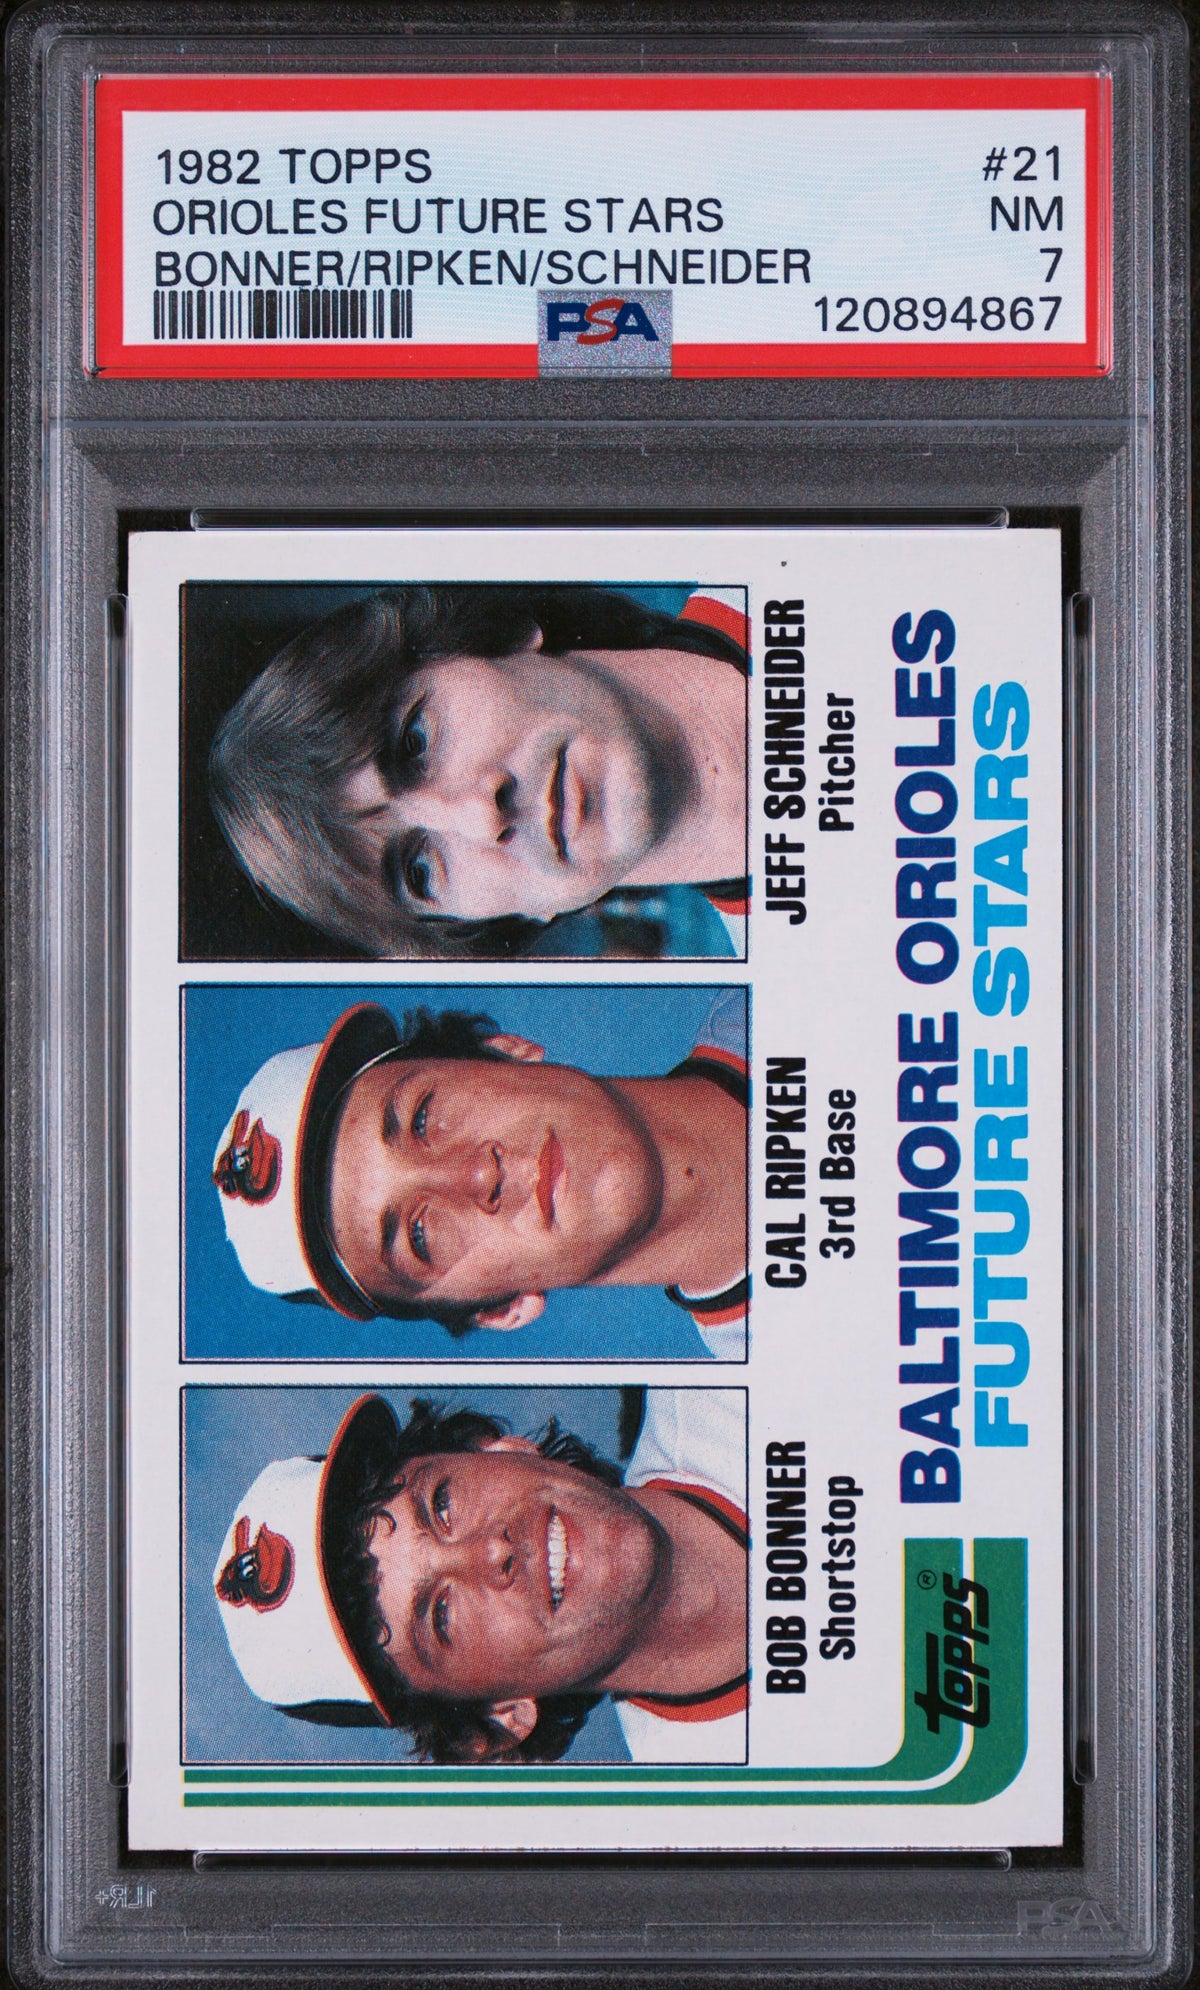 1982 TOPPS #21
ORIOLES FUTURE STARS NM
BONNER/RIPKEN/SCHNEIDER 7
PSA 120894867
BOB BONNER
Shortstop
CAL RIPKEN
3rd Base
JEFF SCHNEIDER
Pitcher
Topps®
BALTIMORE ORIOLES
FUTURE STARS
1LR+
PSA